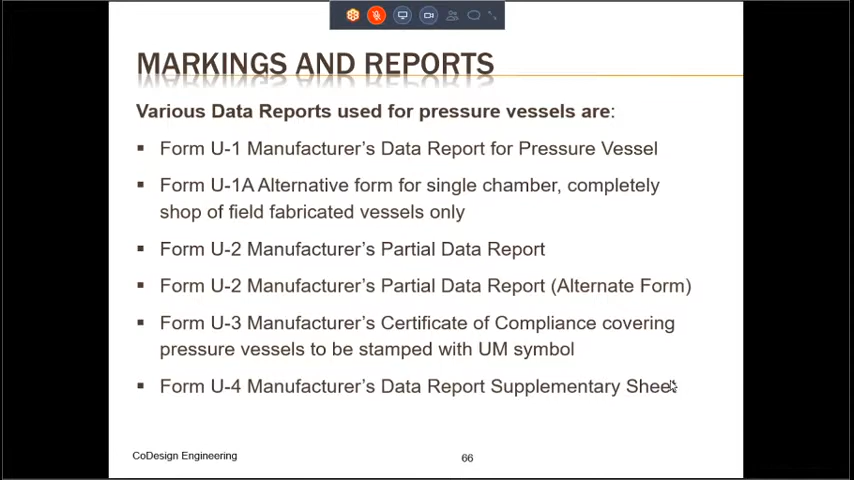 MARKINGS AND REPORTS
Various Data Reports used for pressure vessels are:
▪ Form U-1 Manufacturer's Data Report for Pressure Vessel
▪ Form U-1A Alternative form for single chamber, completely
shop of field fabricated vessels only
▪ Form U-2 Manufacturer's Partial Data Report
▪ Form U-2 Manufacturer's Partial Data Report (Alternate Form)
▪ Form U-3 Manufacturer's Certificate of Compliance covering
pressure vessels to be stamped with UM symbol
▪ Form U-4 Manufacturer's Data Report Supplementary Sheet
CoDesign Engineering
66